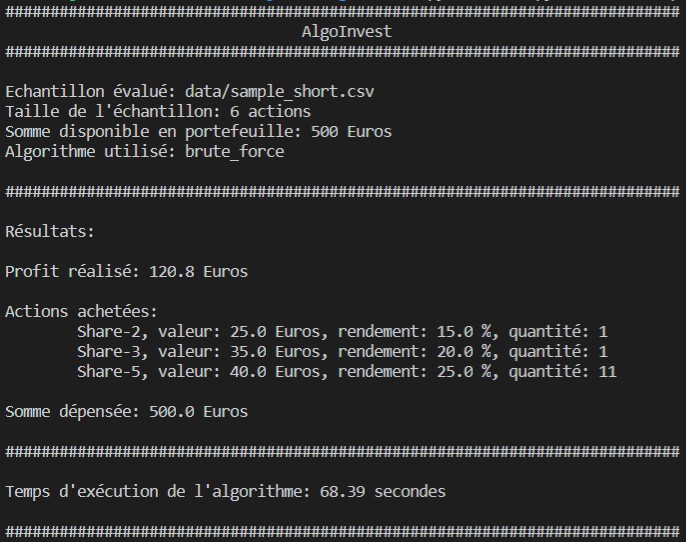 ###########################################################################
AlgoInvest
###########################################################################
Echantillon évalué: data/sample_short.csv
Taille de l'échantillon: 6 actions
Somme disponible en portefeuille: 500 Euros
Algorithme utilisé: brute_force
###########################################################################
Résultats:
Profit réalisé: 120.8 Euros
Actions achetées:
Share-2, valeur: 25.0 Euros, rendement: 15.0 %, quantité: 1
Share-3, valeur: 35.0 Euros, rendement: 20.0 %, quantité: 1
Share-5, valeur: 40.0 Euros, rendement: 25.0 %, quantité: 11
Somme dépensée: 500.0 Euros
###########################################################################
Temps d'exécution de l'algorithme: 68.39 secondes
###########################################################################